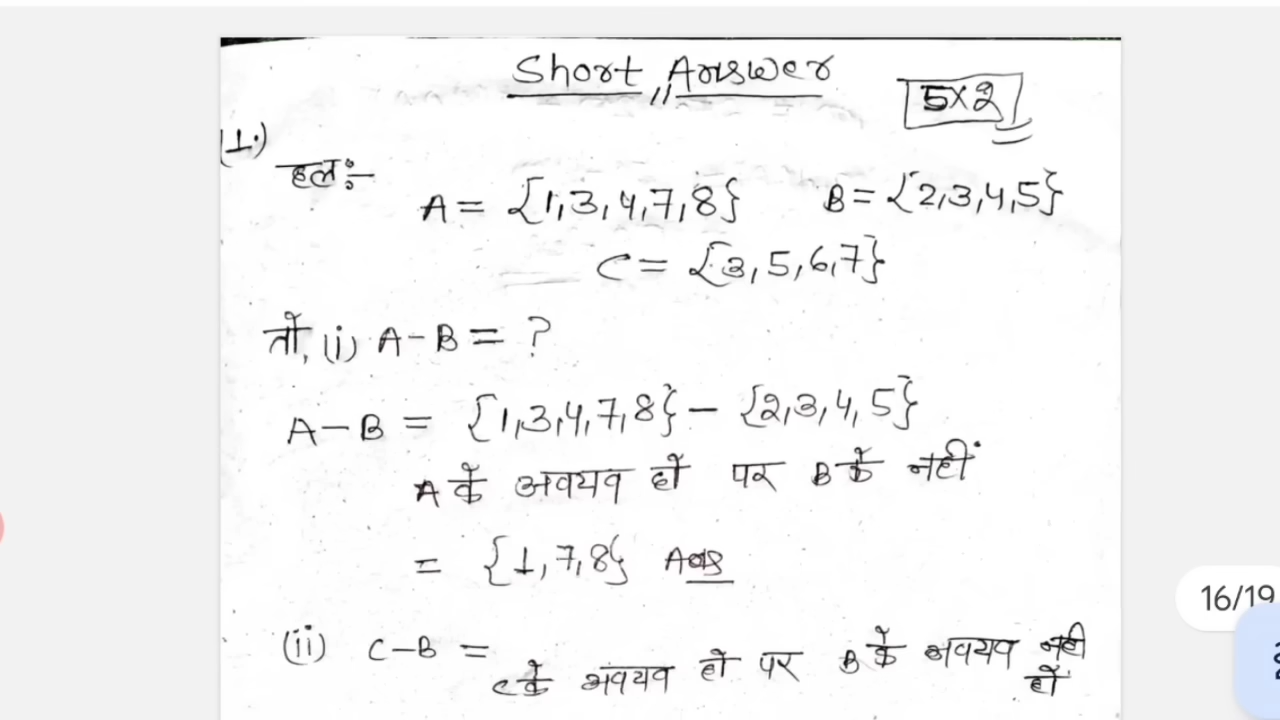 Short Answer
5x2
(1.)
हल:-
A = {1,3,4,7,8} B = {2,3,4,5}
C = {3,5,6,7}
तो, (i) A-B = ?
A-B = {1,3,4,7,8} - {2,3,4,5}
A के अवयव हो पर B के नहीं
= {1,7,8} Ans
(ii) C-B =
C के अवयव हो पर B के अवयव नही
हो
16/19